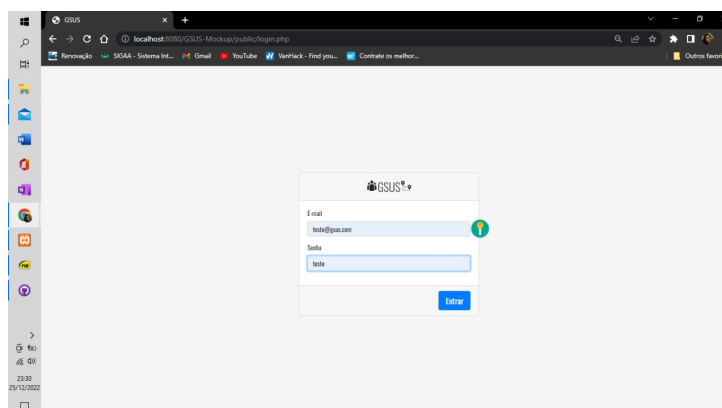 GSUS
localhost:8080/GSUS-Mockup/public/login.php
Renovação SIGAA - Sistema Int... Gmail YouTube VanHack - Find you... Contrate os melhor... Outros favori
GSUS
E-mail
teste@gsus.com
Senha
teste
Entrar
23:30
25/12/2022